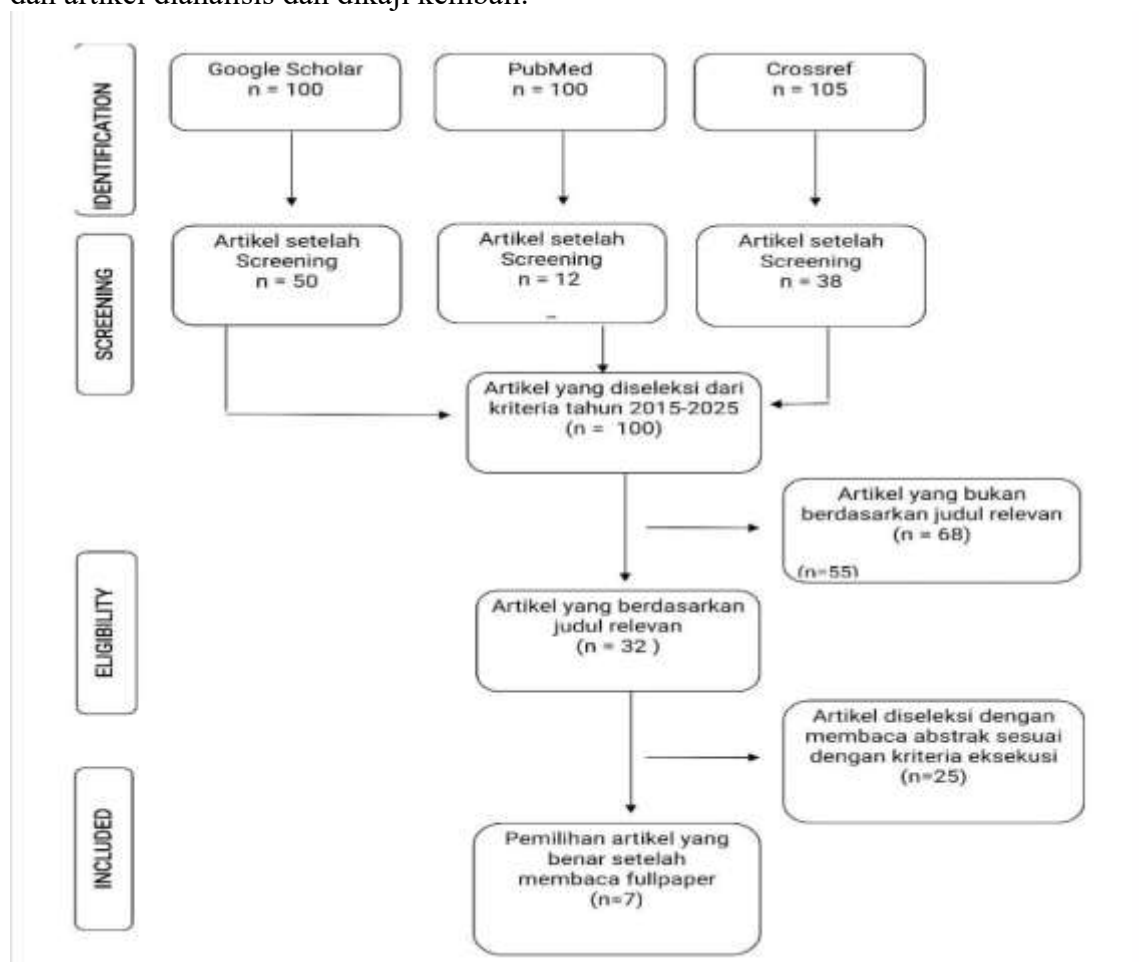 dan artikel dianalisis dan dikaji kembali.
IDENTIFICATION
Google Scholar
n = 100
PubMed
n = 100
Crossref
n = 105
SCREENING
Artikel setelah
Screening
n = 50
Artikel setelah
Screening
n = 12
Artikel setelah
Screening
n = 38
Artikel yang diseleksi dari
kriteria tahun 2015-2025
(n = 100)
Artikel yang bukan
berdasarkan judul relevan
(n = 68)
(n=55)
ELIGIBILITY
Artikel yang berdasarkan
judul relevan
(n = 32 )
Artikel diseleksi dengan
membaca abstrak sesuai
dengan kriteria eksekusi
(n=25)
INCLUDED
Pemilihan artikel yang
benar setelah
membaca fullpaper
(n=7)